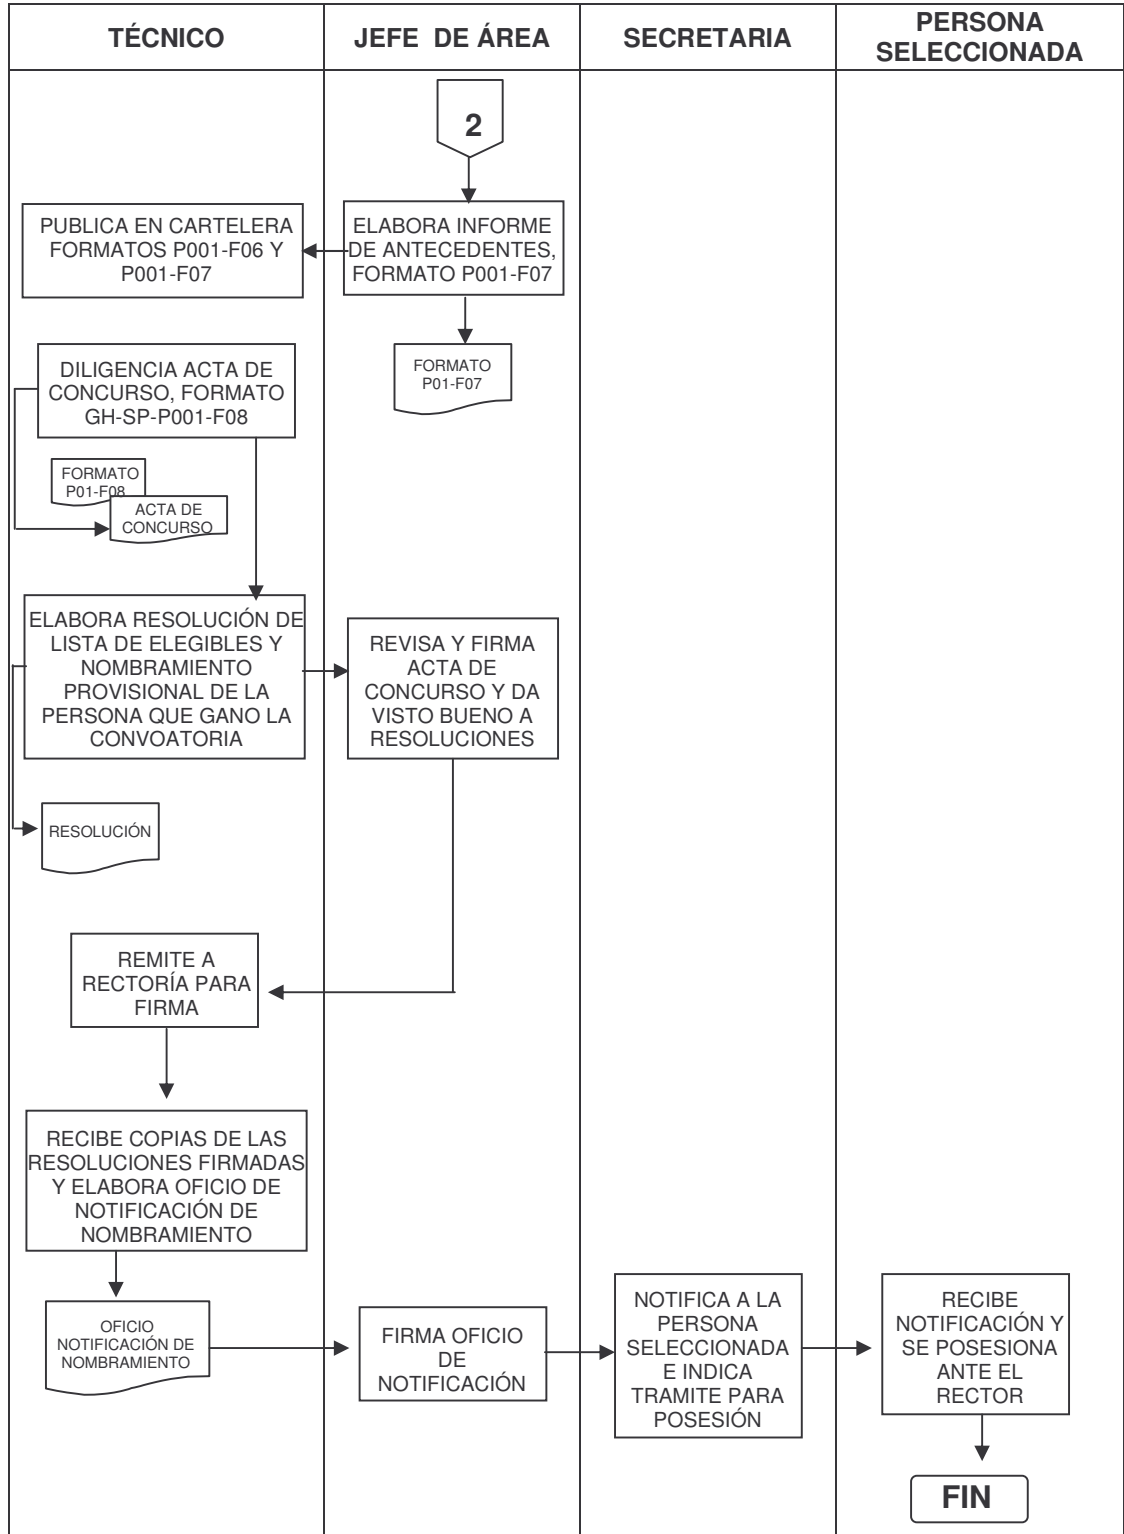 TÉCNICO
JEFE DE ÁREA
SECRETARIA
PERSONA
SELECCIONADA
2
PUBLICA EN CARTELERA
FORMATOS P001-F06 Y
P001-F07
ELABORA INFORME
DE ANTECEDENTES,
FORMATO P001-F07
FORMATO
P01-F07
DILIGENCIA ACTA DE
CONCURSO, FORMATO
GH-SP-P001-F08
FORMATO
P01-F08
ACTA DE
CONCURSO
ELABORA RESOLUCIÓN DE
LISTA DE ELEGIBLES Y
NOMBRAMIENTO
PROVISIONAL DE LA
PERSONA QUE GANO LA
CONVOATORIA
REVISA Y FIRMA
ACTA DE
CONCURSO Y DA
VISTO BUENO A
RESOLUCIONES
RESOLUCIÓN
REMITE A
RECTORÍA PARA
FIRMA
RECIBE COPIAS DE LAS
RESOLUCIONES FIRMADAS
Y ELABORA OFICIO DE
NOTIFICACIÓN DE
NOMBRAMIENTO
OFICIO
NOTIFICACIÓN DE
NOMBRAMIENTO
FIRMA OFICIO
DE
NOTIFICACIÓN
NOTIFICA A LA
PERSONA
SELECCIONADA
E INDICA
TRAMITE PARA
POSESIÓN
RECIBE
NOTIFICACIÓN Y
SE POSESIONA
ANTE EL
RECTOR
FIN